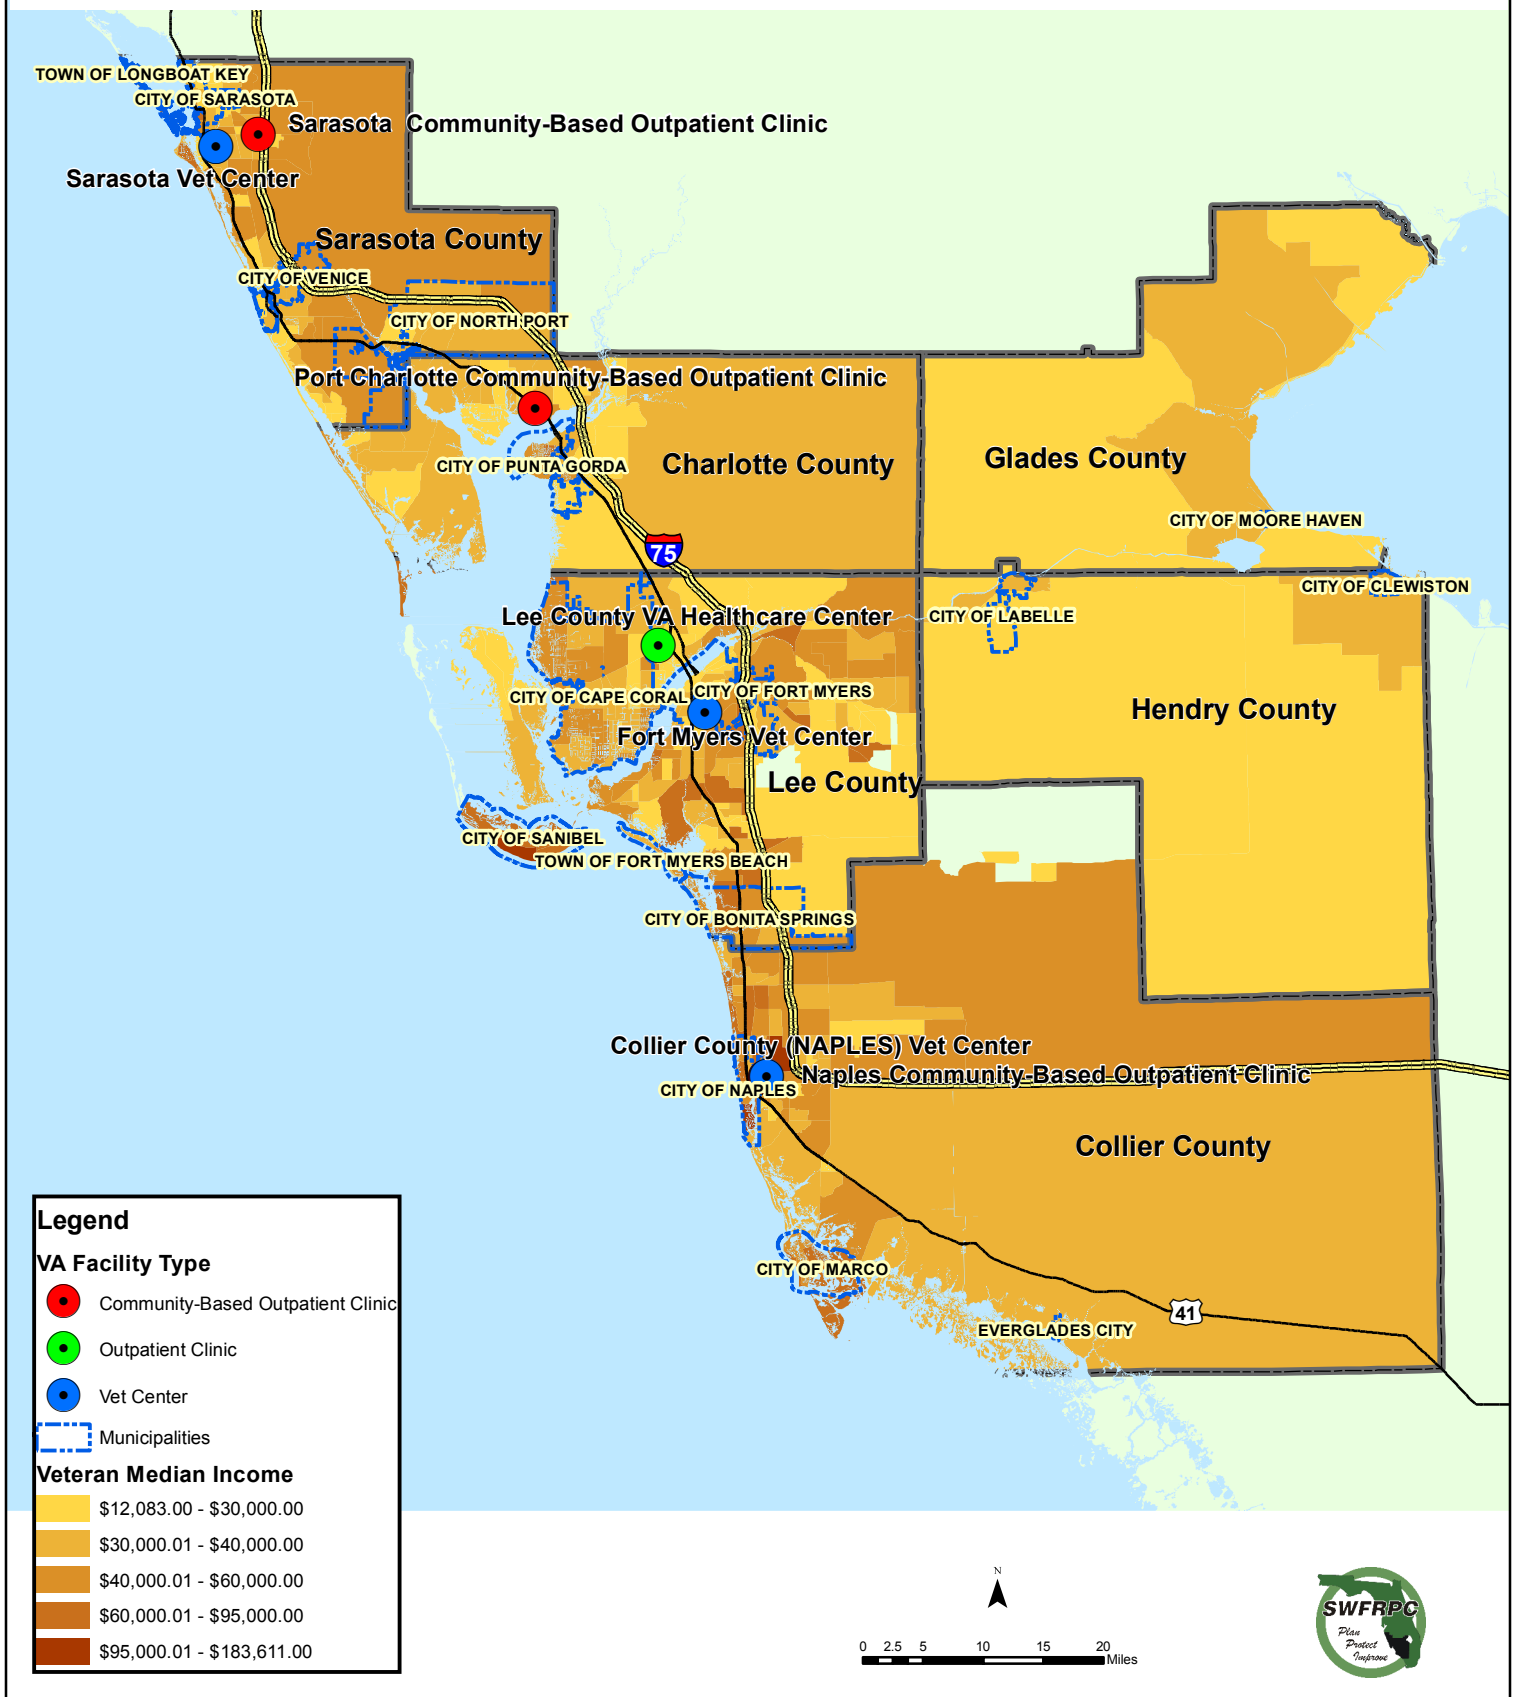 TOWN OF LONGBOAT KEY
CITY OF SARASOTA
Sarasota Community-Based Outpatient Clinic
Sarasota Vet Center
Sarasota County
CITY OF VENICE
CITY OF NORTH PORT
Port Charlotte Community-Based Outpatient Clinic
CITY OF PUNTA GORDA
Charlotte County
Glades County
CITY OF MOORE HAVEN
75
CITY OF CLEWISTON
Lee County VA Healthcare Center
CITY OF LABELLE
CITY OF CAPE CORAL
CITY OF FORT MYERS
Hendry County
Fort Myers Vet Center
Lee County
CITY OF SANIBEL
TOWN OF FORT MYERS BEACH
CITY OF BONITA SPRINGS
Collier County (NAPLES) Vet Center
Naples Community-Based Outpatient Clinic
CITY OF NAPLES
Collier County
CITY OF MARCO
41
EVERGLADES CITY
Legend
VA Facility Type
Community-Based Outpatient Clinic
Outpatient Clinic
Vet Center
Municipalities
Veteran Median Income
$12,083.00 - $30,000.00
$30,000.01 - $40,000.00
$40,000.01 - $60,000.00
$60,000.01 - $95,000.00
$95,000.01 - $183,611.00
N
0 2.5 5 10 15 20
Miles
SWFRPC
Plan
Protect
Improve